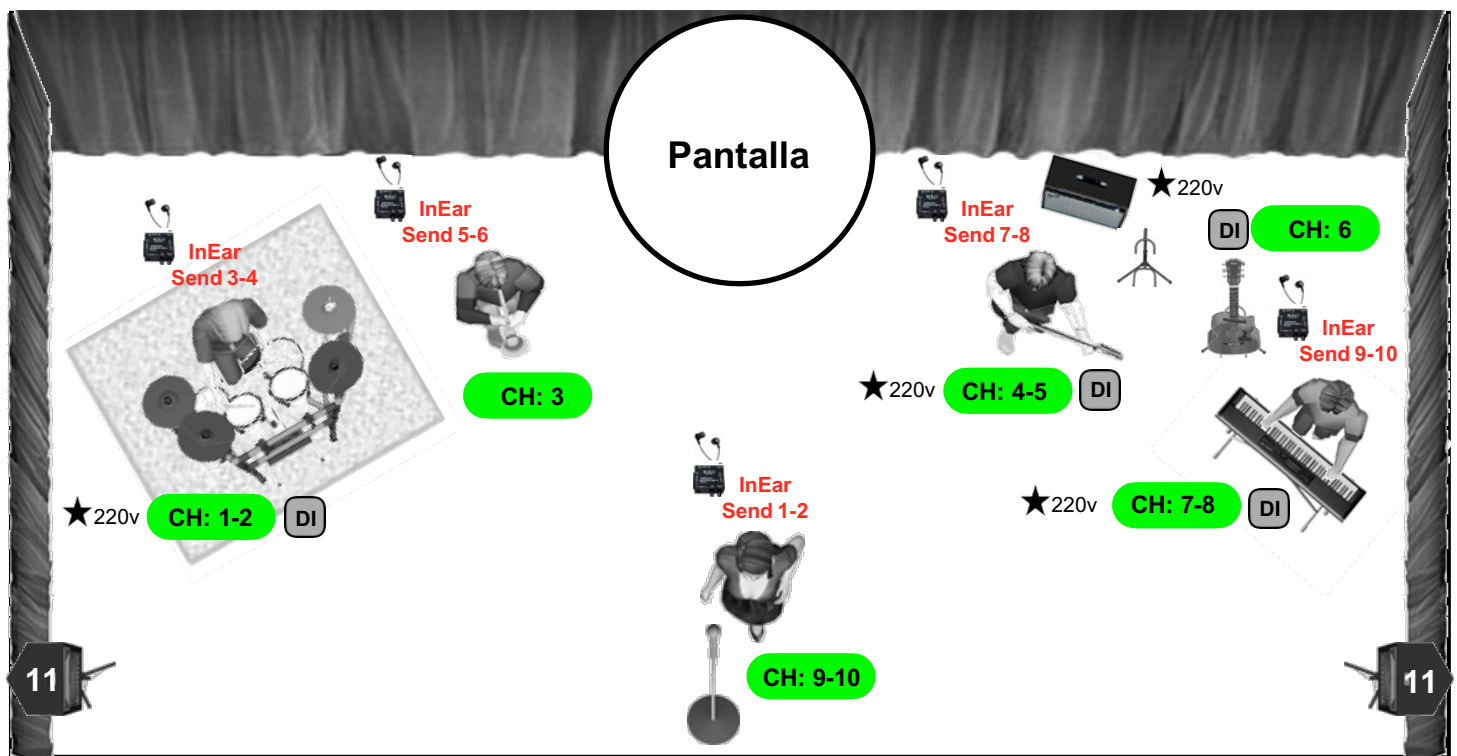 Pantalla
InEar
Send 5-6
InEar
Send 7-8
★220v
DI
CH: 6
InEar
Send 3-4
InEar
Send 9-10
CH: 3
★220v
CH: 4-5
DI
InEar
Send 1-2
★220v
CH: 1-2
DI
★220v
CH: 7-8
DI
CH: 9-10
11
11